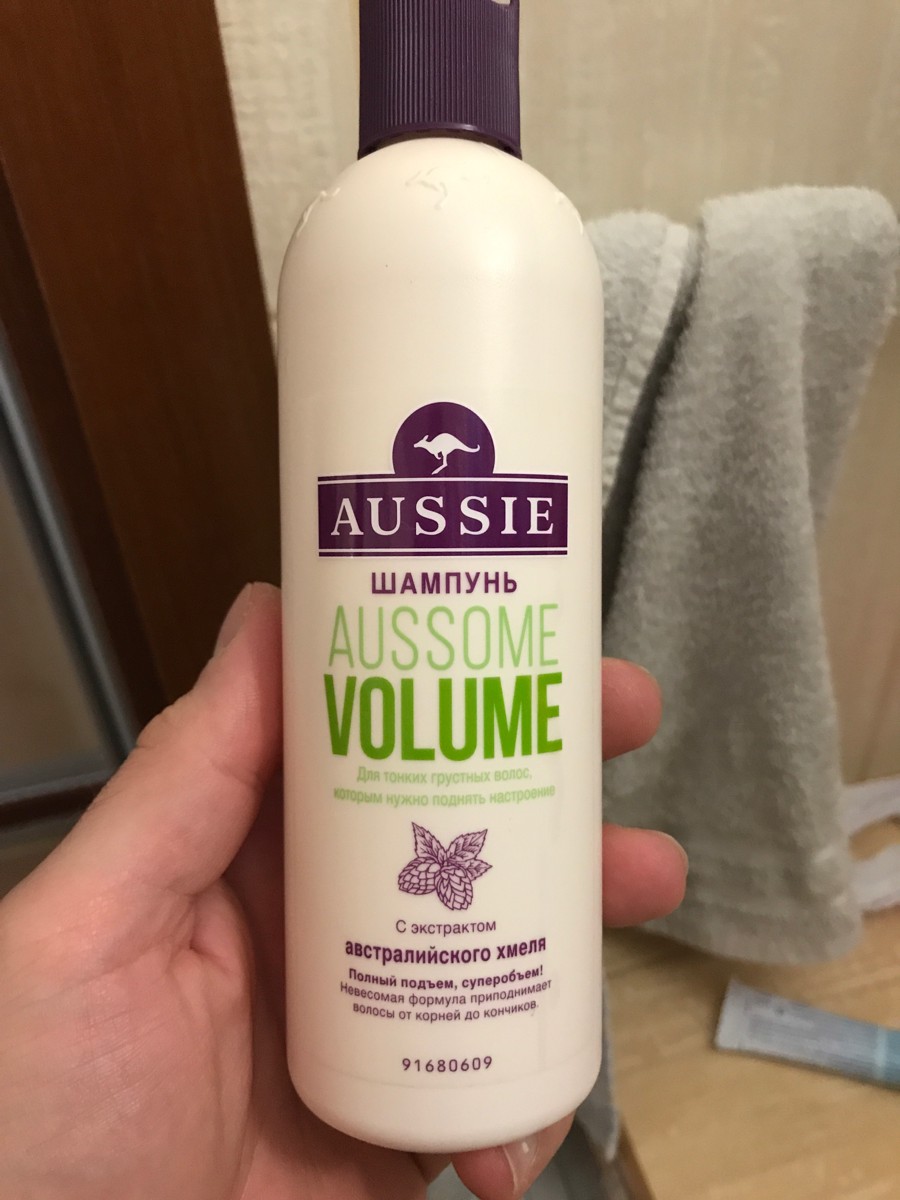 AUSSIE
ШАМПУНЬ
AUSSOME
VOLUME
Для тонких грустных волос,
которым нужно поднять настроение
С экстрактом
австралийского хмеля
Полный подъем, суперобъем!
Невесомая формула приподнимает
волосы от корней до кончиков.
91680609